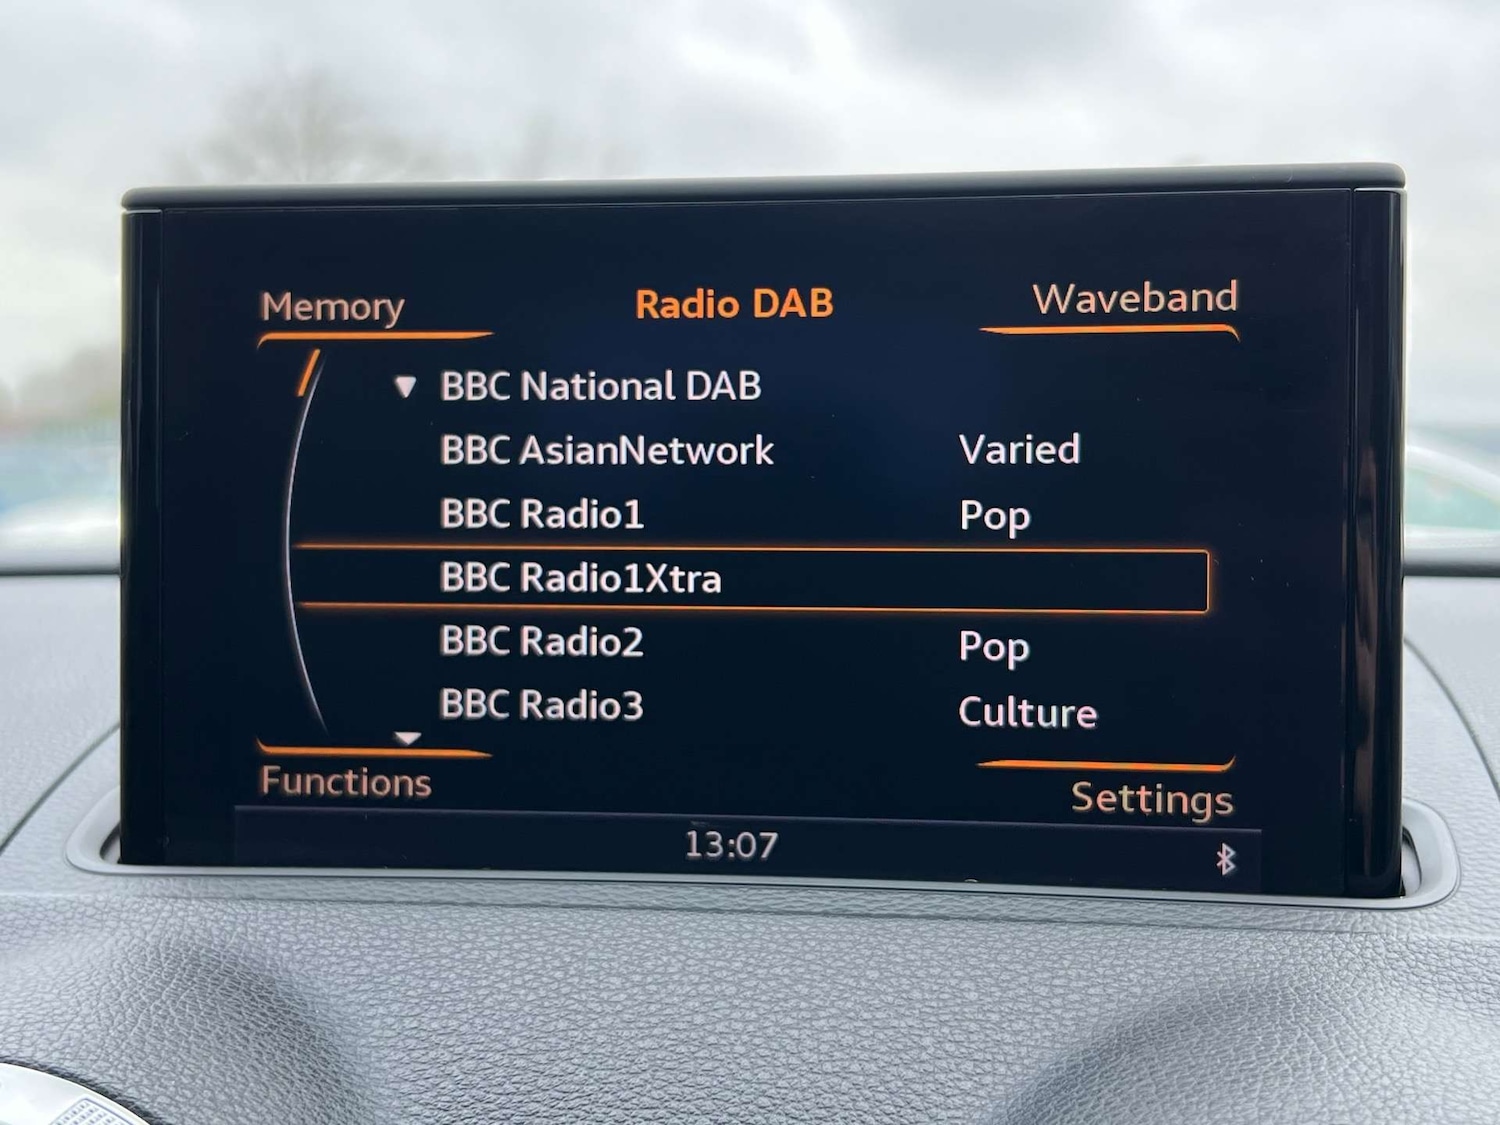 Memory
Radio DAB
Waveband
BBC National DAB
BBC AsianNetwork Varied
BBC Radio1 Pop
BBC Radio1Xtra
BBC Radio2 Pop
BBC Radio3 Culture
Functions
Settings
13:07